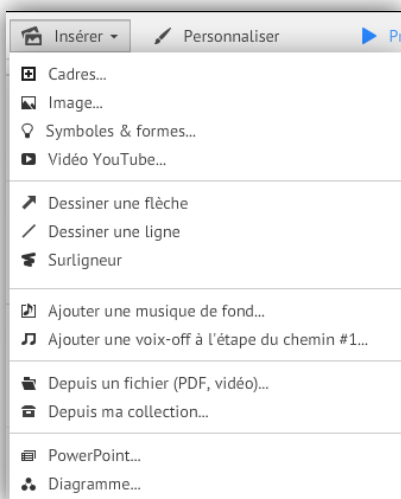 Insérer Personnaliser
Cadres...
Image...
Symboles & formes...
Vidéo YouTube...
Dessiner une flèche
Dessiner une ligne
Surligneur
Ajouter une musique de fond...
Ajouter une voix-off à l'étape du chemin #1...
Depuis un fichier (PDF, vidéo)...
Depuis ma collection...
PowerPoint...
Diagramme...